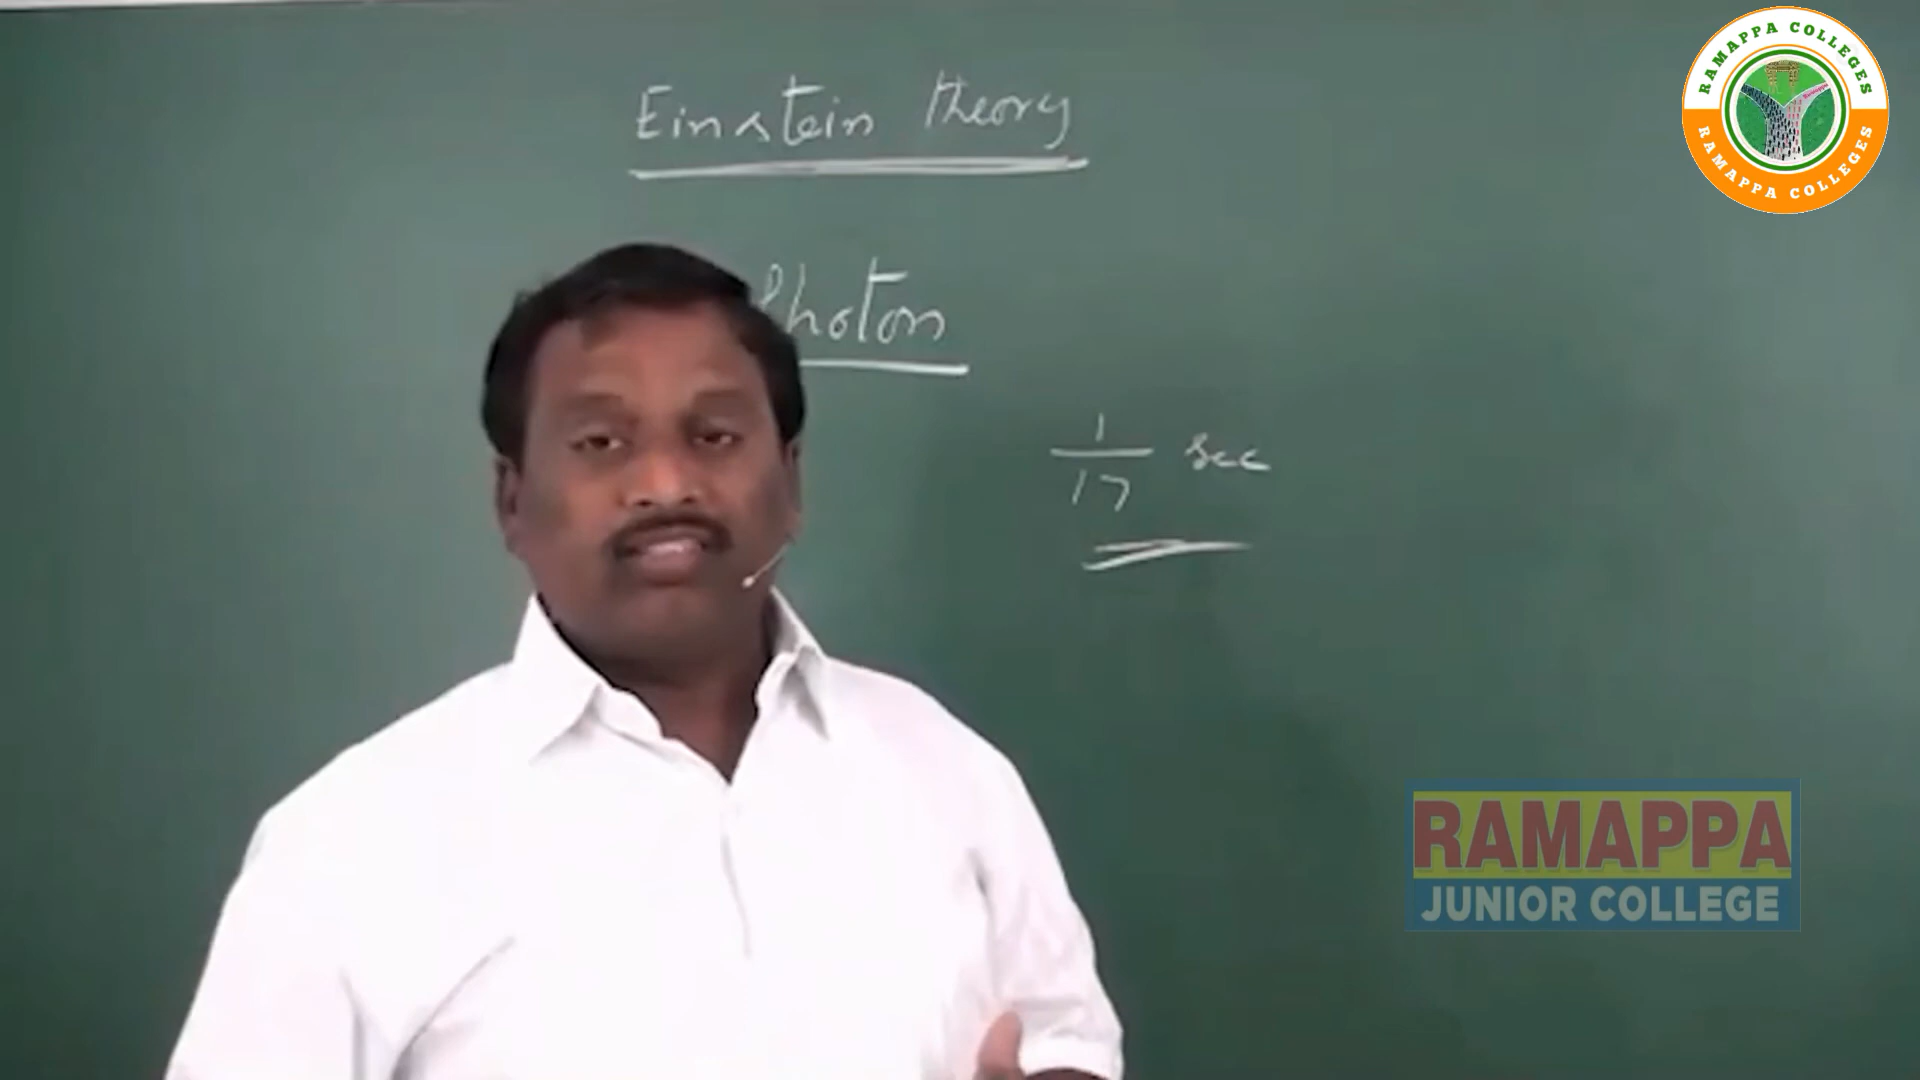 Einstein theory
Photon
1
17 sec
RAMAPPA COLLEGES
RAMAPPA COLLEGES
RAMAPPA
JUNIOR COLLEGE